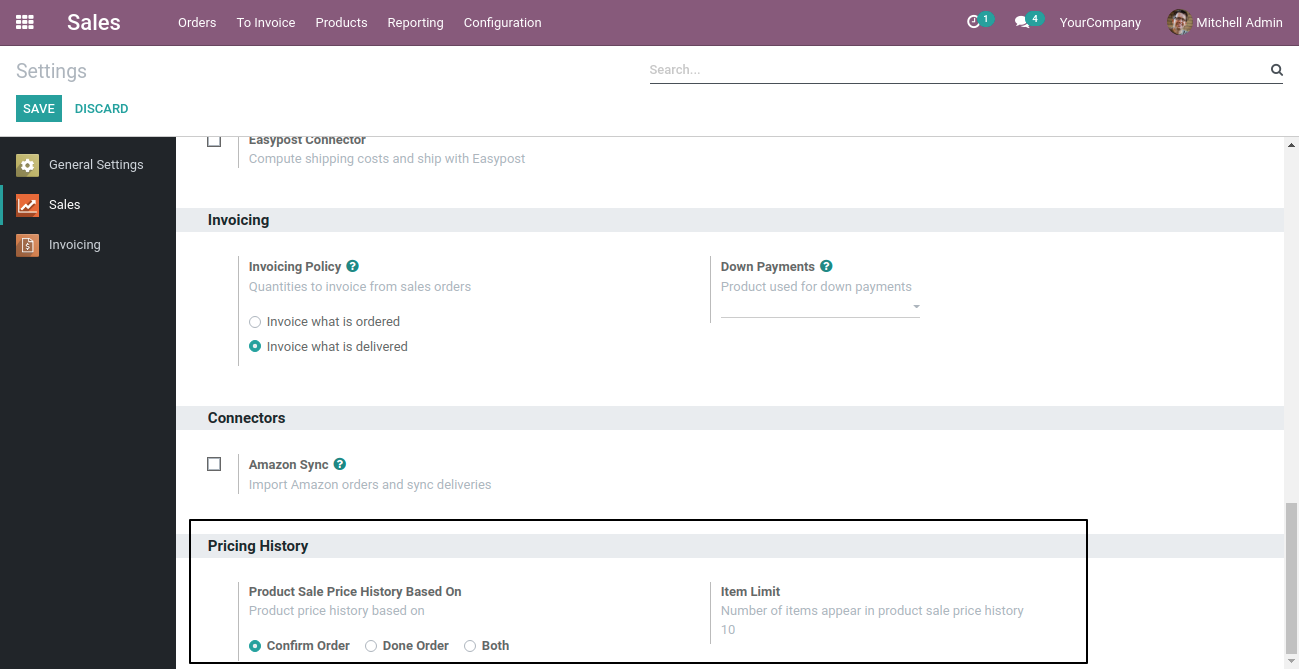 Sales Orders To Invoice Products Reporting Configuration 1 4 YourCompany Mitchell Admin
Settings Search...
SAVE DISCARD
General Settings
Sales
Invoicing
Easypost Connector
Compute shipping costs and ship with Easypost
Invoicing
Invoicing Policy ? Down Payments ?
Quantities to invoice from sales orders Product used for down payments
Invoice what is ordered
Invoice what is delivered
Connectors
Amazon Sync ?
Import Amazon orders and sync deliveries
Pricing History
Product Sale Price History Based On Item Limit
Product price history based on Number of items appear in product sale price history
10
Confirm Order Done Order Both